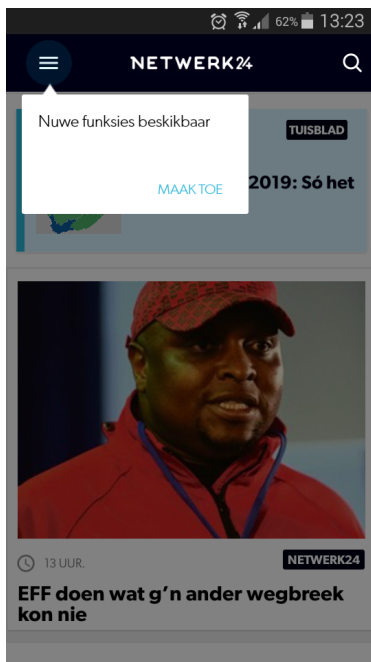 62% 13:23
NETWERK24
Nuwe funksies beskikbaar
TUISBLAD
MAAK TOE
2019: Só het
13 UUR.
NETWERK24
EFF doen wat g'n ander wegbreek
kon nie